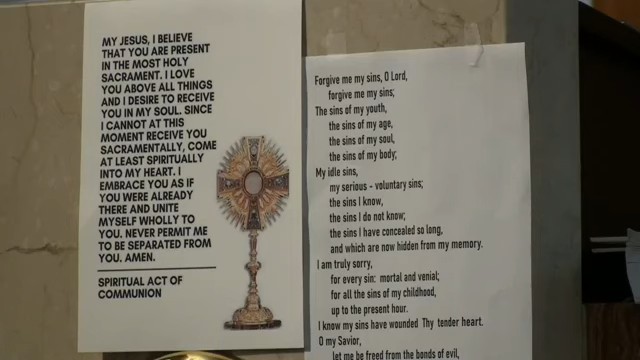 MY JESUS, I BELIEVE
THAT YOU ARE PRESENT
IN THE MOST HOLY
SACRAMENT. I LOVE
YOU ABOVE ALL THINGS
AND I DESIRE TO RECEIVE
YOU IN MY SOUL. SINCE
I CANNOT AT THIS
MOMENT RECEIVE YOU
SACRAMENTALLY, COME
AT LEAST SPIRITUALLY
INTO MY HEART. I
EMBRACE YOU AS IF
YOU WERE ALREADY
THERE AND UNITE
MYSELF WHOLLY TO
YOU. NEVER PERMIT ME
TO BE SEPARATED FROM
YOU. AMEN.
SPIRITUAL ACT OF
COMMUNION
Forgive me my sins, O Lord,
forgive me my sins;
The sins of my youth,
the sins of my age,
the sins of my soul,
the sins of my body;
My idle sins,
my serious - voluntary sins;
the sins I know,
the sins I do not know;
the sins I have concealed so long,
and which are now hidden from my memory.
I am truly sorry,
for every sin: mortal and venial;
for all the sins of my childhood,
up to the present hour.
I know my sins have wounded Thy tender heart.
O my Savior,
let me be freed from the bonds of evil,